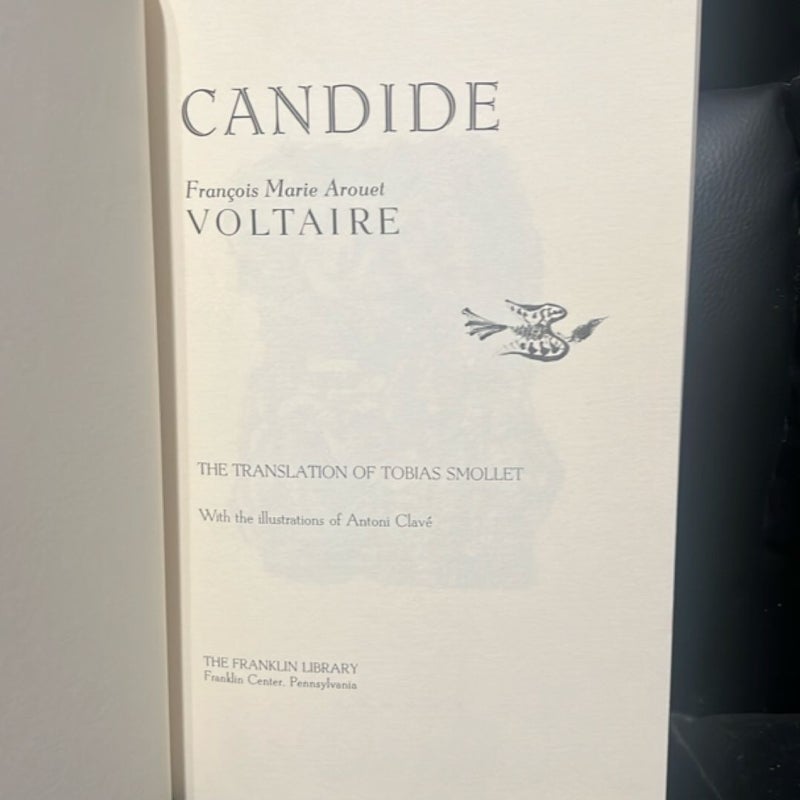 CANDIDE
François Marie Arouet
VOLTAIRE
THE TRANSLATION OF TOBIAS SMOLLET
With the illustrations of Antoni Clavé
THE FRANKLIN LIBRARY
Franklin Center, Pennsylvania